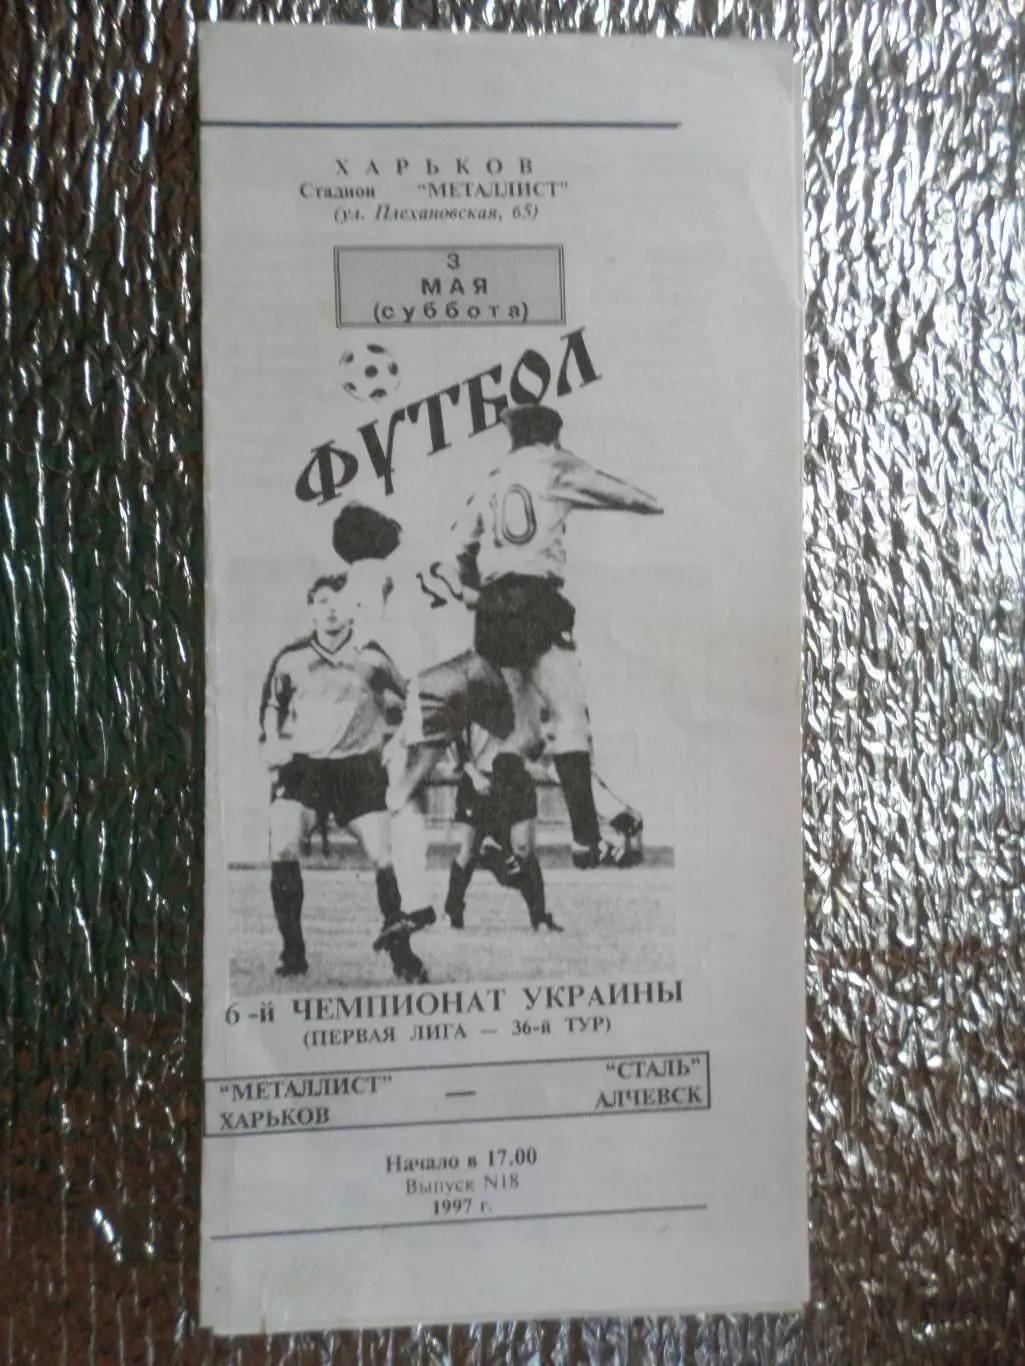 ХАРЬКОВ
Стадион "МЕТАЛЛИСТ"
(ул. Плехановская, 65)
3
МАЯ
(суббота)
ФУТБОЛ
10
6-й ЧЕМПИОНАТ УКРАИНЫ
(ПЕРВАЯ ЛИГА — 36-й ТУР)
"МЕТАЛЛИСТ" — "СТАЛЬ"
ХАРЬКОВ АЛЧЕВСК
Начало в 17.00
Выпуск N18
1997 г.